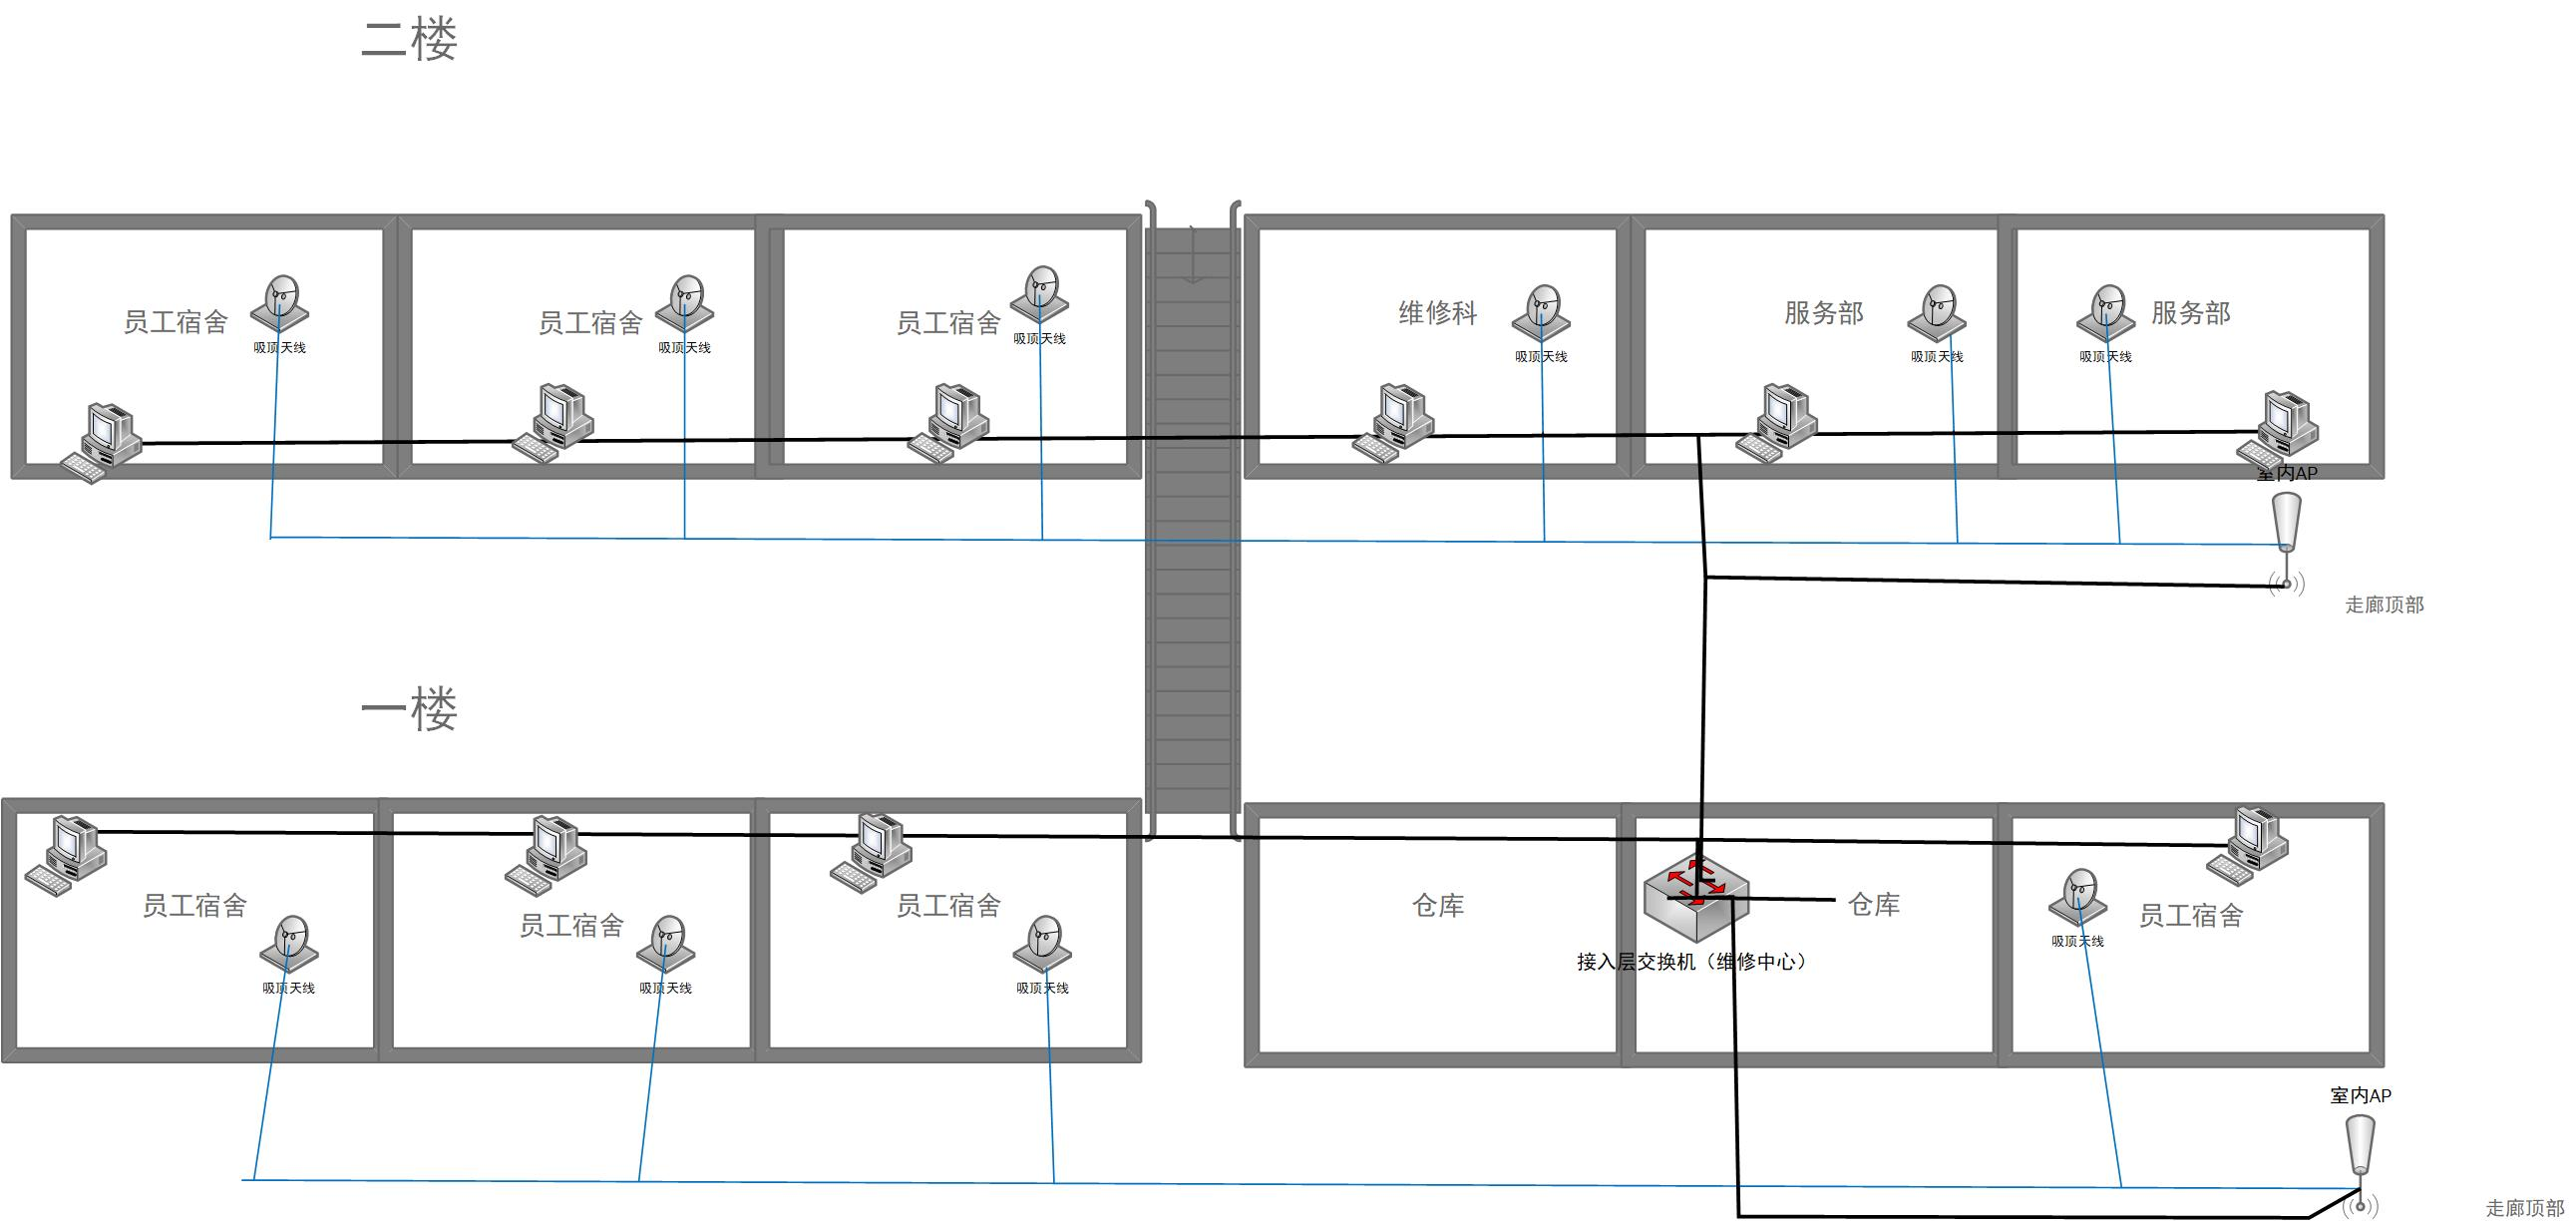 二楼
员工宿舍
吸顶天线
员工宿舍
吸顶天线
员工宿舍
吸顶天线
维修科
吸顶天线
服务部
吸顶天线
服务部
吸顶天线
室内AP
走廊顶部
一楼
员工宿舍
吸顶天线
员工宿舍
吸顶天线
员工宿舍
吸顶天线
仓库
仓库
接入层交换机（维修中心）
员工宿舍
吸顶天线
室内AP
走廊顶部